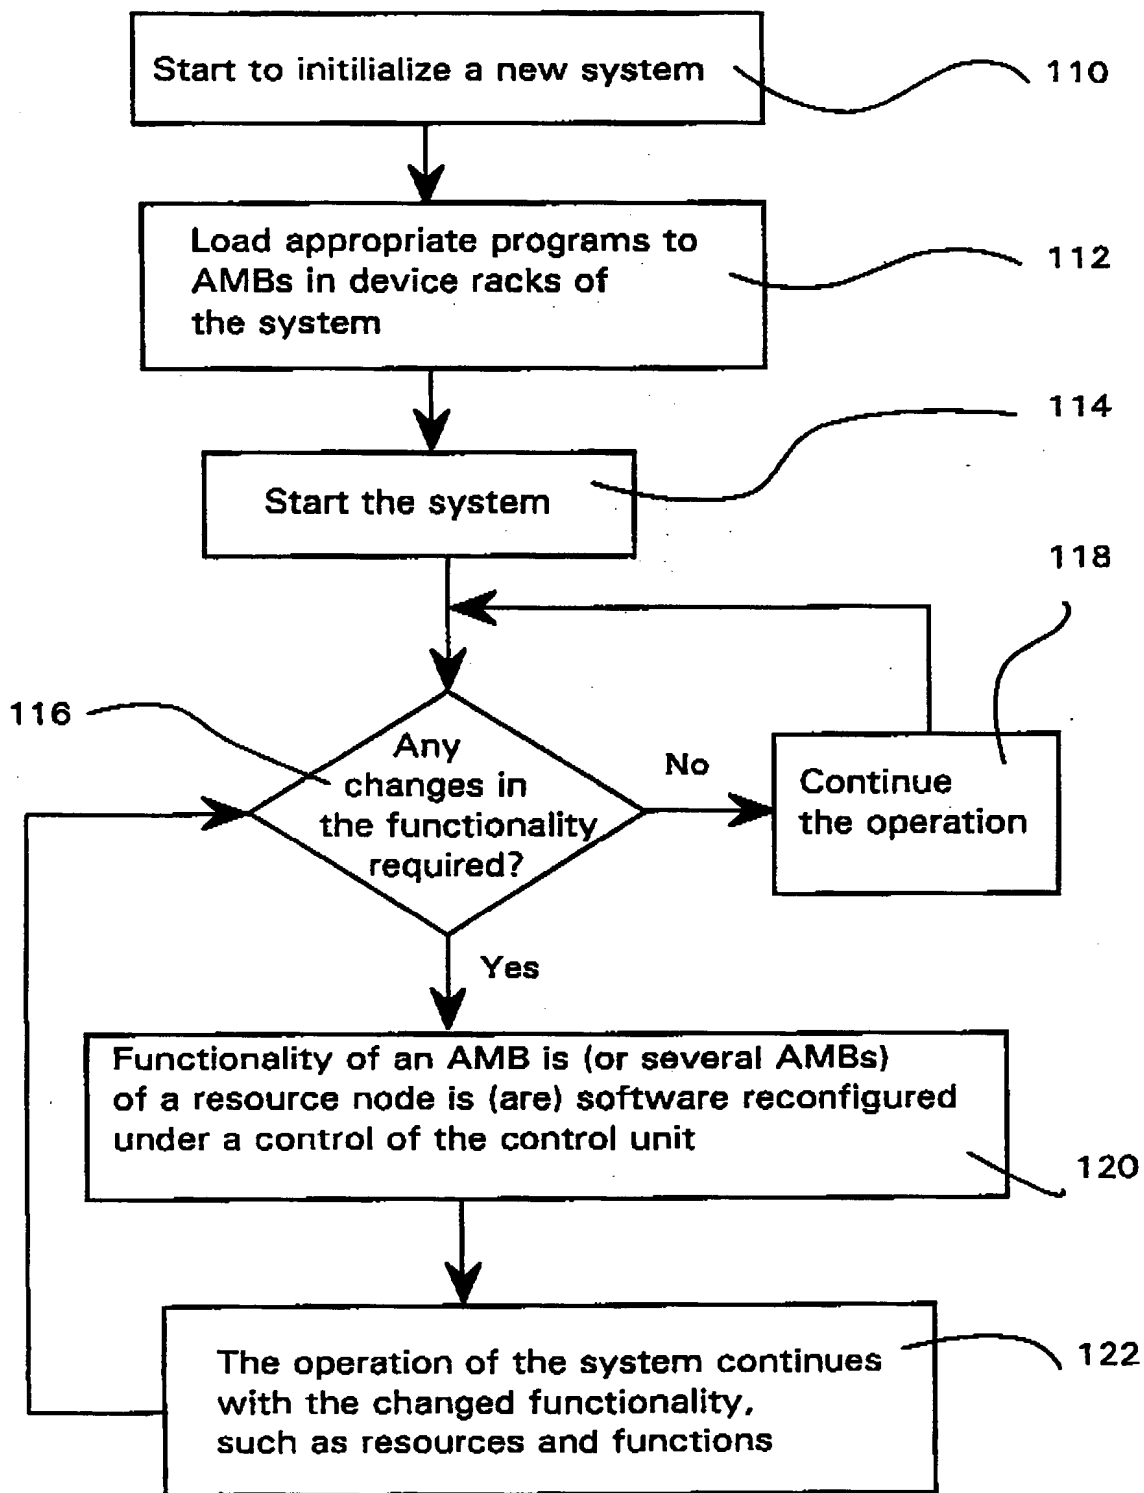 Start to initilialize a new system
110
Load appropriate programs to
AMBs in device racks of
the system
112
114
Start the system
118
116
Any
changes in
the functionality
required?
No
Continue
the operation
Yes
Functionality of an AMB is (or several AMBs)
of a resource node is (are) software reconfigured
under a control of the control unit
120
The operation of the system continues
with the changed functionality,
such as resources and functions
122